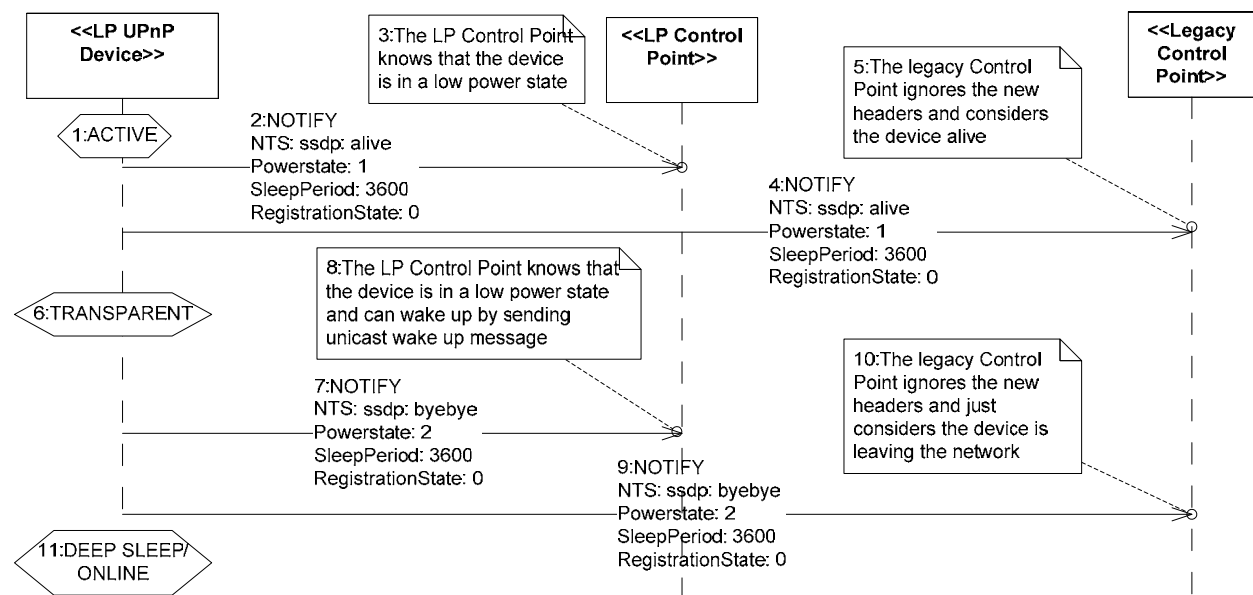 <<LP UPnP
Device>>
3:The LP Control Point
knows that the device
is in a low power state
<<LP Control
Point>>
<<Legacy
Control
Point>>
5:The legacy Control
Point ignores the new
headers and considers
the device alive
1:ACTIVE
2:NOTIFY
NTS: ssdp: alive
Powerstate: 1
SleepPeriod: 3600
RegistrationState: 0
4:NOTIFY
NTS: ssdp: alive
Powerstate: 1
SleepPeriod: 3600
RegistrationState: 0
6:TRANSPARENT
8:The LP Control Point knows that
the device is in a low power state
and can wake up by sending
unicast wake up message
10:The legacy Control
Point ignores the new
headers and just
considers the device is
leaving the network
7:NOTIFY
NTS: ssdp: byebye
Powerstate: 2
SleepPeriod: 3600
RegistrationState: 0
9:NOTIFY
NTS: ssdp: byebye
Powerstate: 2
SleepPeriod: 3600
RegistrationState: 0
11:DEEP SLEEP/
ONLINE